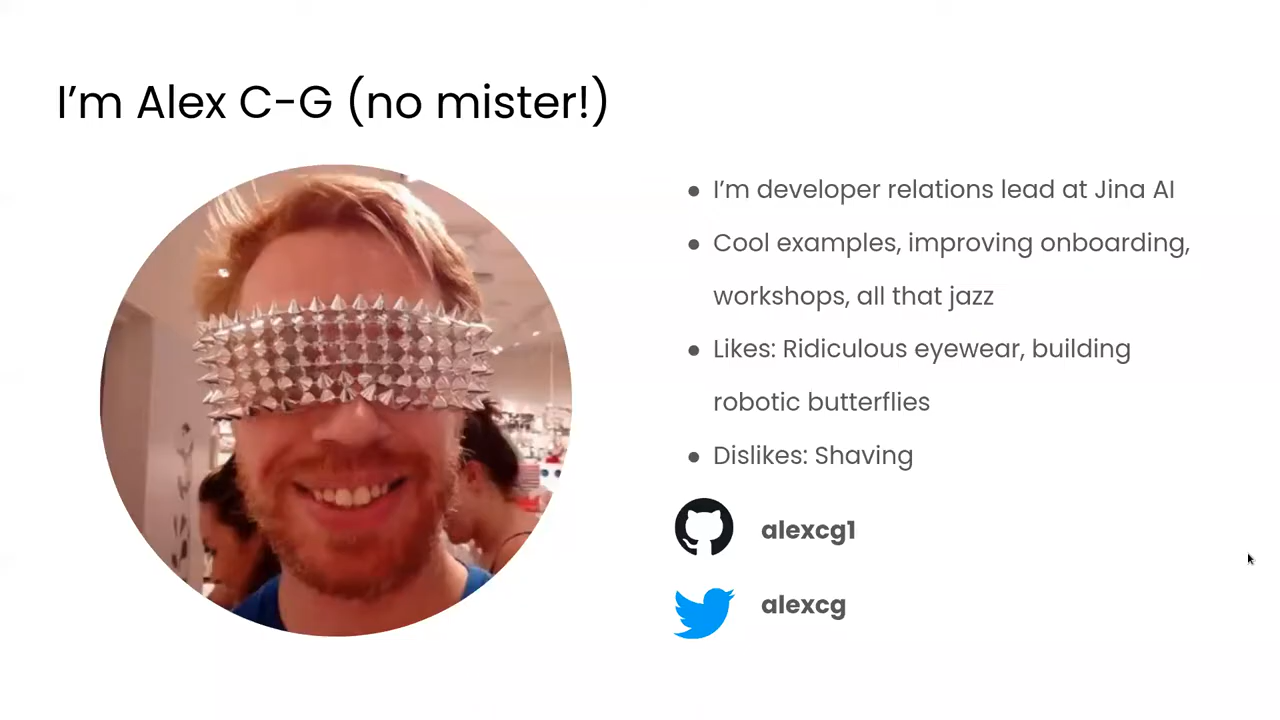 I’m Alex C-G (no mister!)
● I’m developer relations lead at Jina AI
● Cool examples, improving onboarding,
workshops, all that jazz
● Likes: Ridiculous eyewear, building
robotic butterflies
● Dislikes: Shaving
alexcg1
alexcg